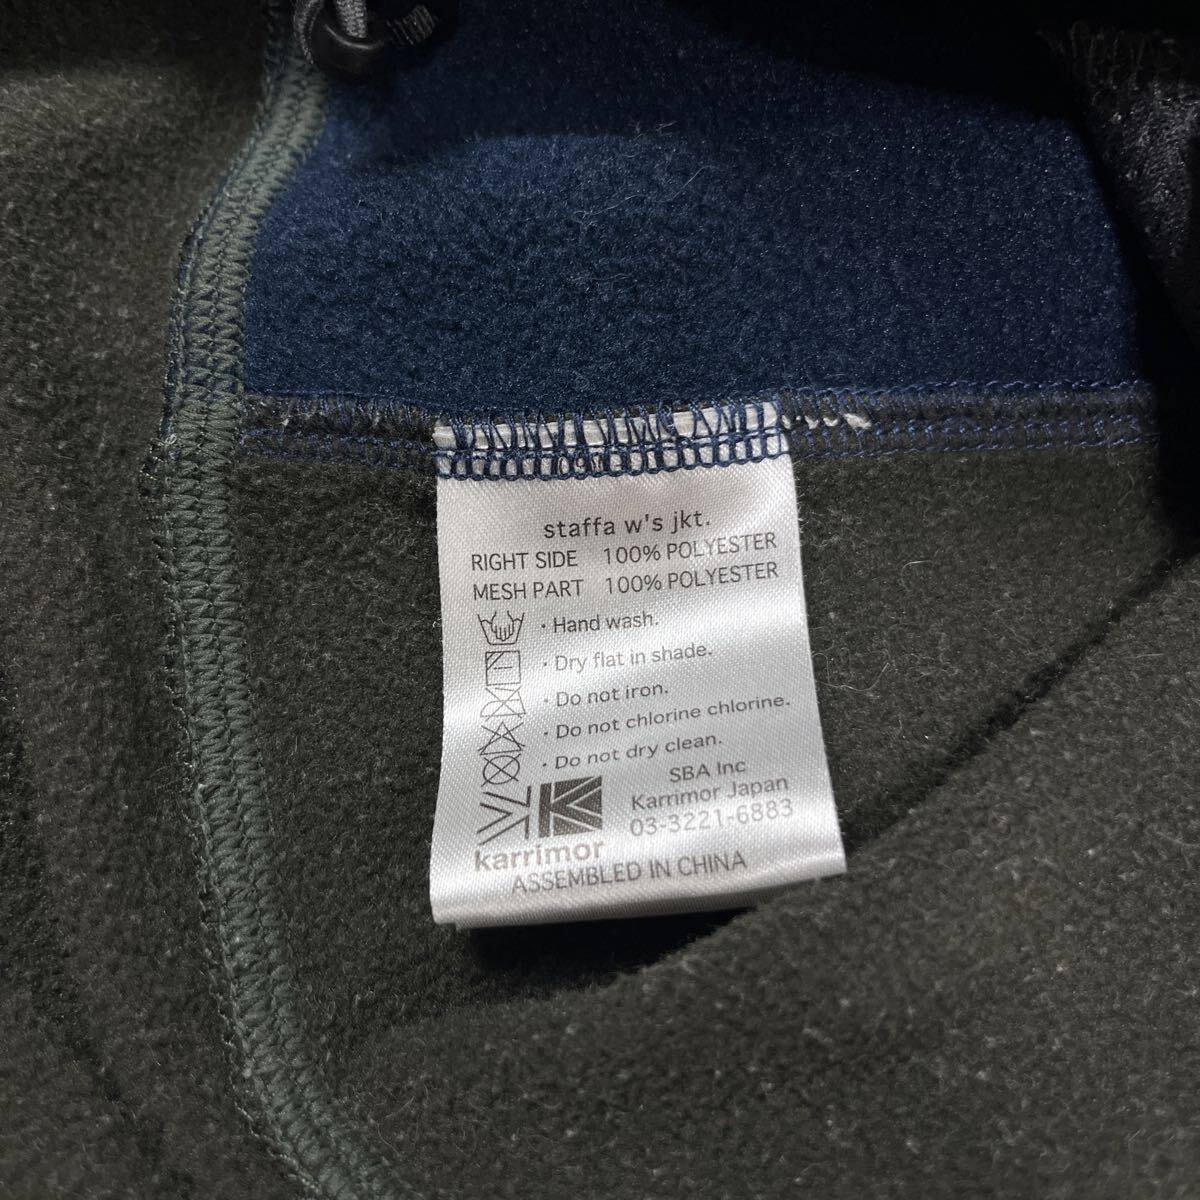 staffa w's jkt.
RIGHT SIDE 100% POLYESTER
MESH PART 100% POLYESTER
· Hand wash.
· Dry flat in shade.
· Do not iron.
· Do not chlorine chlorine.
· Do not dry clean.
SBA Inc
Karrimor Japan
03-3221-6883
karrimor
ASSEMBLED IN CHINA